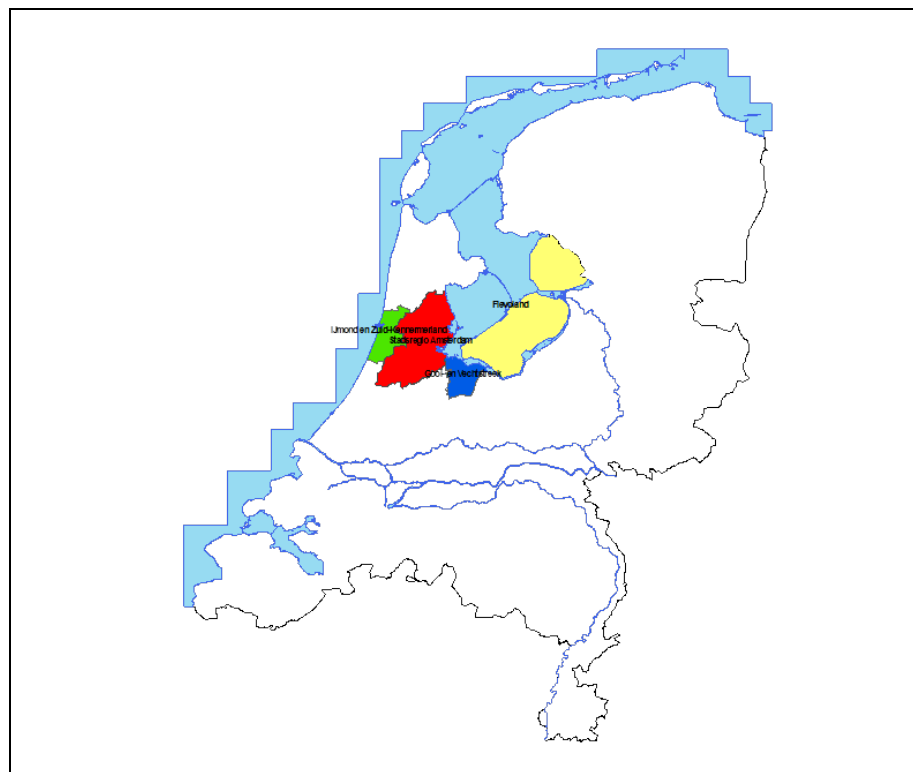 Flevoland
IJmond en Zuid-Kennemerland
Stadsregio Amsterdam
Gooi en Vechtstreek